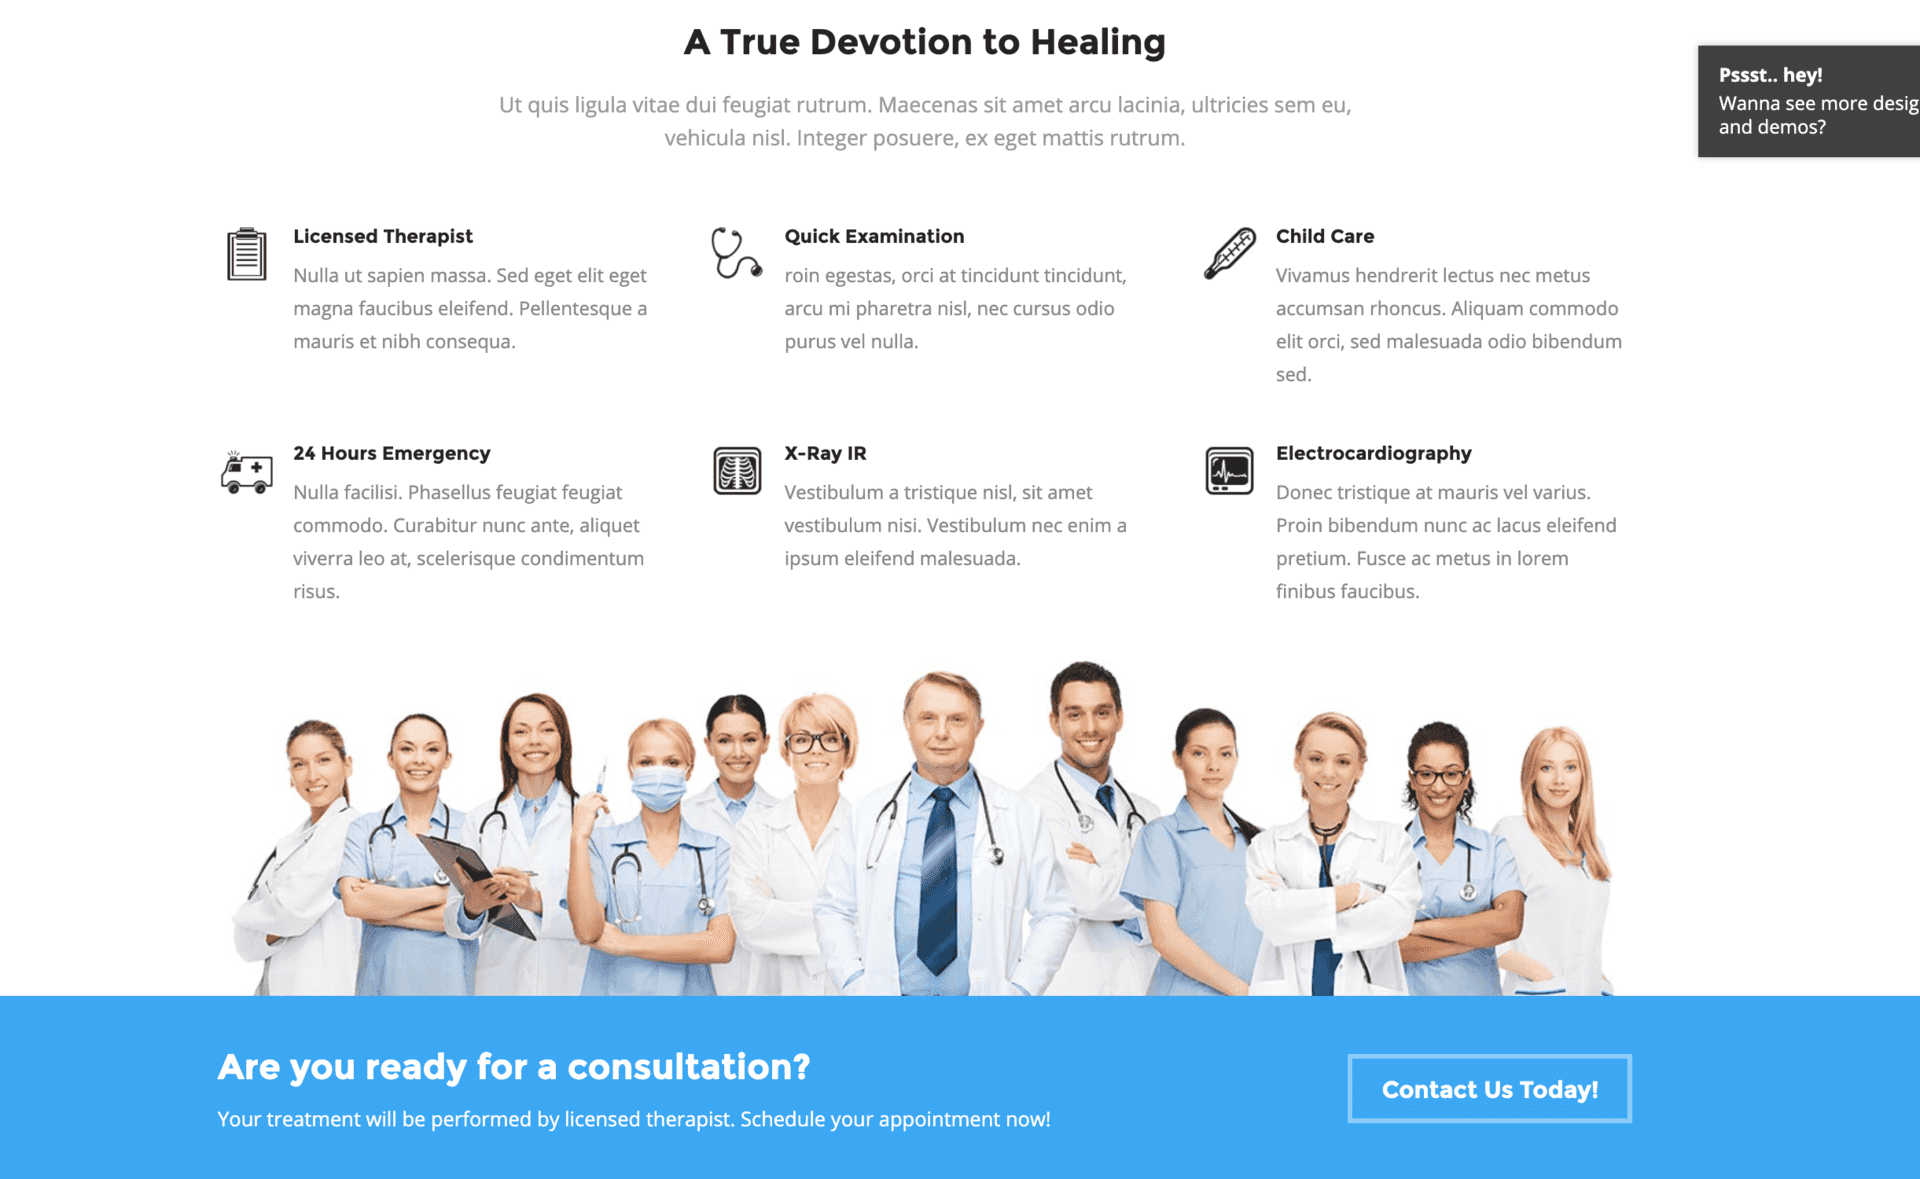 A True Devotion to Healing
Ut quis ligula vitae dui feugiat rutrum. Maecenas sit amet arcu lacinia, ultricies sem eu,
vehicula nisl. Integer posuere, ex eget mattis rutrum.
Pssst.. hey!
Wanna see more desig
and demos?
Licensed Therapist
Nulla ut sapien massa. Sed eget elit eget
magna faucibus eleifend. Pellentesque a
mauris et nibh consequa.
Quick Examination
roin egestas, orci at tincidunt tincidunt,
arcu mi pharetra nisl, nec cursus odio
purus vel nulla.
Child Care
Vivamus hendrerit lectus nec metus
accumsan rhoncus. Aliquam commodo
elit orci, sed malesuada odio bibendum
sed.
24 Hours Emergency
Nulla facilisi. Phasellus feugiat feugiat
commodo. Curabitur nunc ante, aliquet
viverra leo at, scelerisque condimentum
risus.
X-Ray IR
Vestibulum a tristique nisl, sit amet
vestibulum nisi. Vestibulum nec enim a
ipsum eleifend malesuada.
Electrocardiography
Donec tristique at mauris vel varius.
Proin bibendum nunc ac lacus eleifend
pretium. Fusce ac metus in lorem
finibus faucibus.
Are you ready for a consultation?
Your treatment will be performed by licensed therapist. Schedule your appointment now!
Contact Us Today!